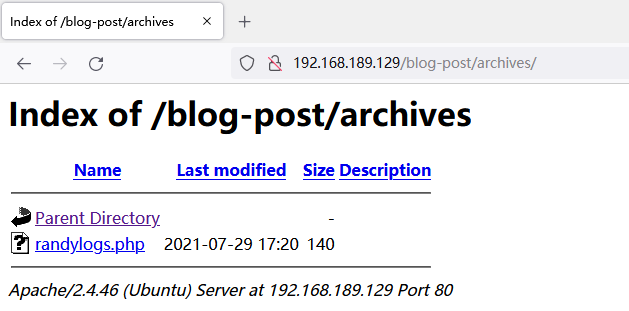 Index of /blog-post/archives
192.168.189.129/blog-post/archives/
Index of /blog-post/archives
Name Last modified Size Description
Parent Directory -
randylogs.php 2021-07-29 17:20 140
Apache/2.4.46 (Ubuntu) Server at 192.168.189.129 Port 80